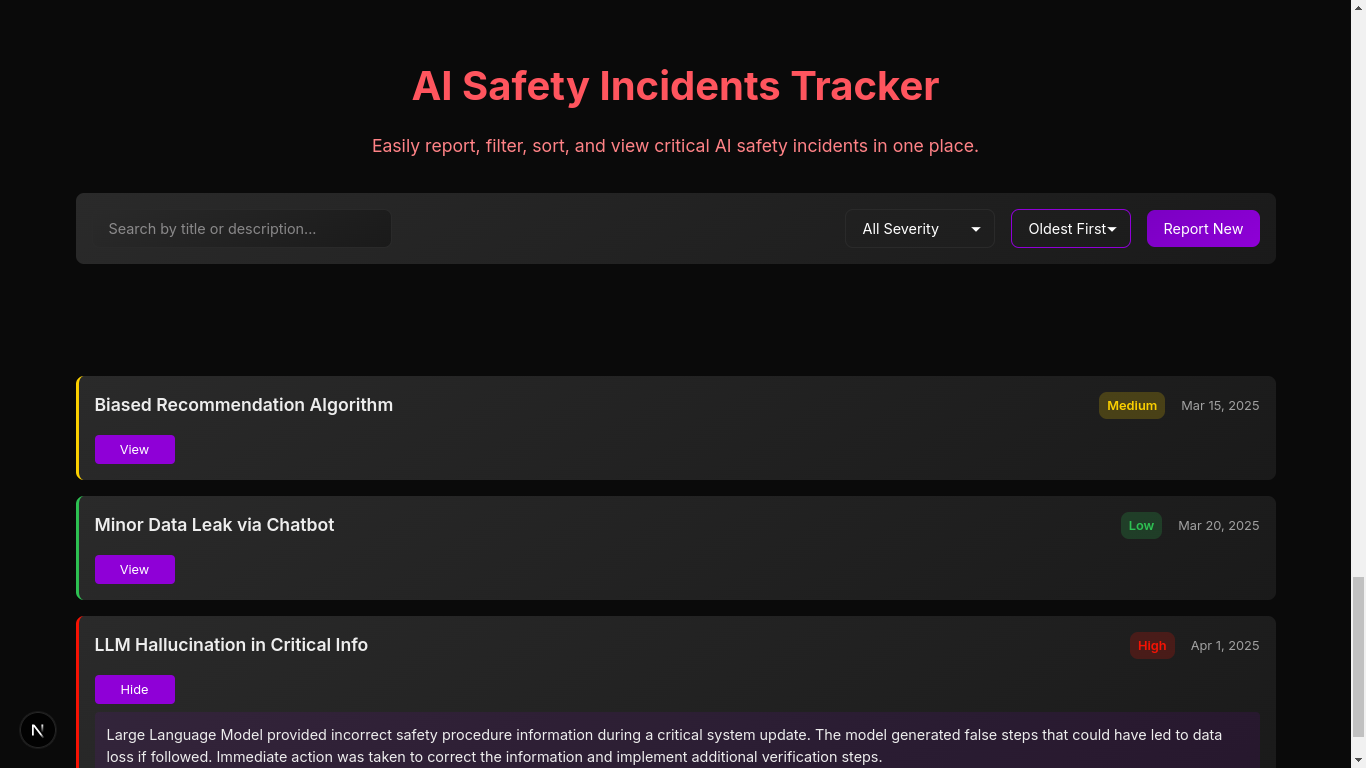 AI Safety Incidents Tracker
Easily report, filter, sort, and view critical AI safety incidents in one place.
Search by title or description...
All Severity
Oldest First
Report New
Biased Recommendation Algorithm
Medium
Mar 15, 2025
View
Minor Data Leak via Chatbot
Low
Mar 20, 2025
View
LLM Hallucination in Critical Info
High
Apr 1, 2025
Hide
N
Large Language Model provided incorrect safety procedure information during a critical system update. The model generated false steps that could have led to data
loss if followed. Immediate action was taken to correct the information and implement additional verification steps.